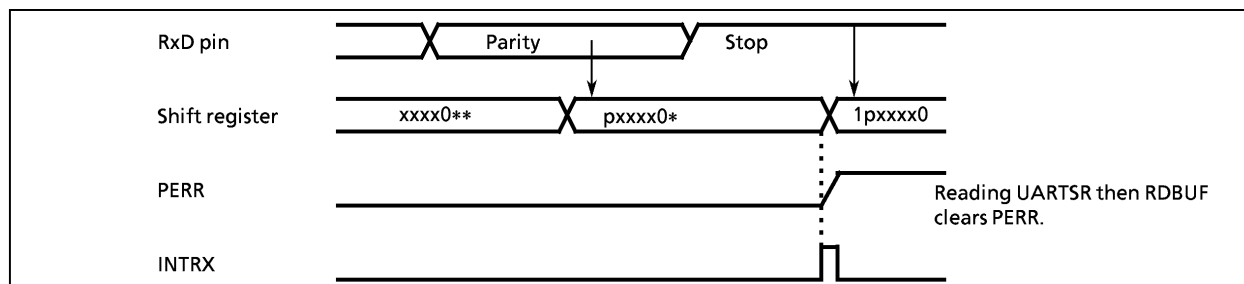 RxD pin Parity Stop
Shift register xxxx0** pxxxx0* 1pxxxx0
PERR
Reading UARTSR then RDBUF
clears PERR.
INTRX